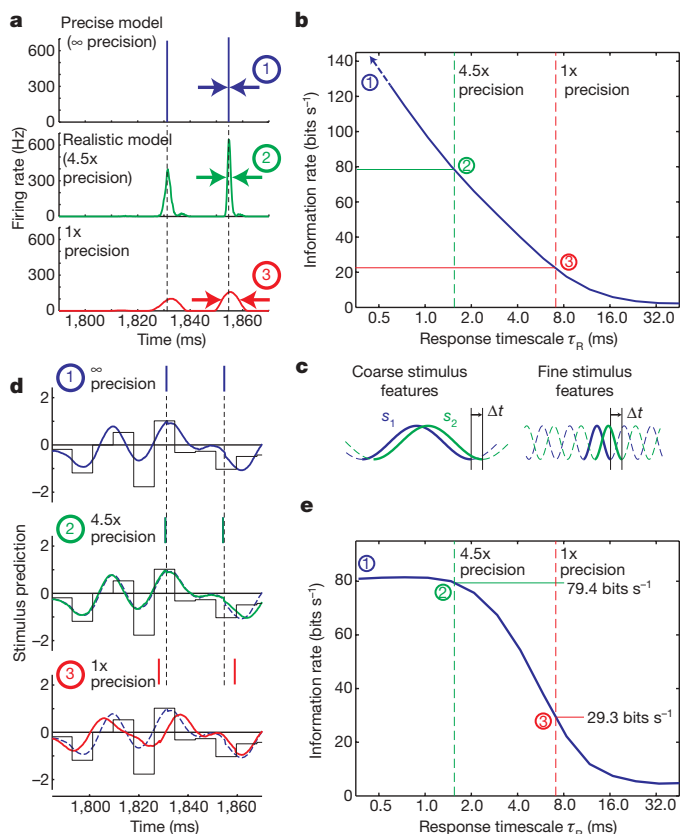 a
Precise model
(∞ precision)
600
300
0
1
Realistic model
(4.5x
precision)
600
300
0
2
1x
precision
600
300
0
3
Firing rate (Hz)
1,800 1,820 1,840 1,860
Time (ms)
b
140
120
100
80
60
40
20
0
Information rate (bits s⁻¹)
4.5x
precision
1x
precision
1
2
3
0.5 1.0 2.0 4.0 8.0 16.0 32.0
Response timescale τR (ms)
c
Coarse stimulus
features
s1
s2
Δt
Fine stimulus
features
Δt
d
1
∞
precision
2
0
−2
2
4.5x
precision
2
0
−2
3
1x
precision
2
0
−2
Stimulus prediction
1,800 1,820 1,840 1,860
Time (ms)
e
100
80
60
40
20
0
Information rate (bits s⁻¹)
4.5x
precision
1x
precision
1
2
79.4 bits s⁻¹
3
29.3 bits s⁻¹
0.5 1.0 2.0 4.0 8.0 16.0 32.0
Response timescale τR (ms)